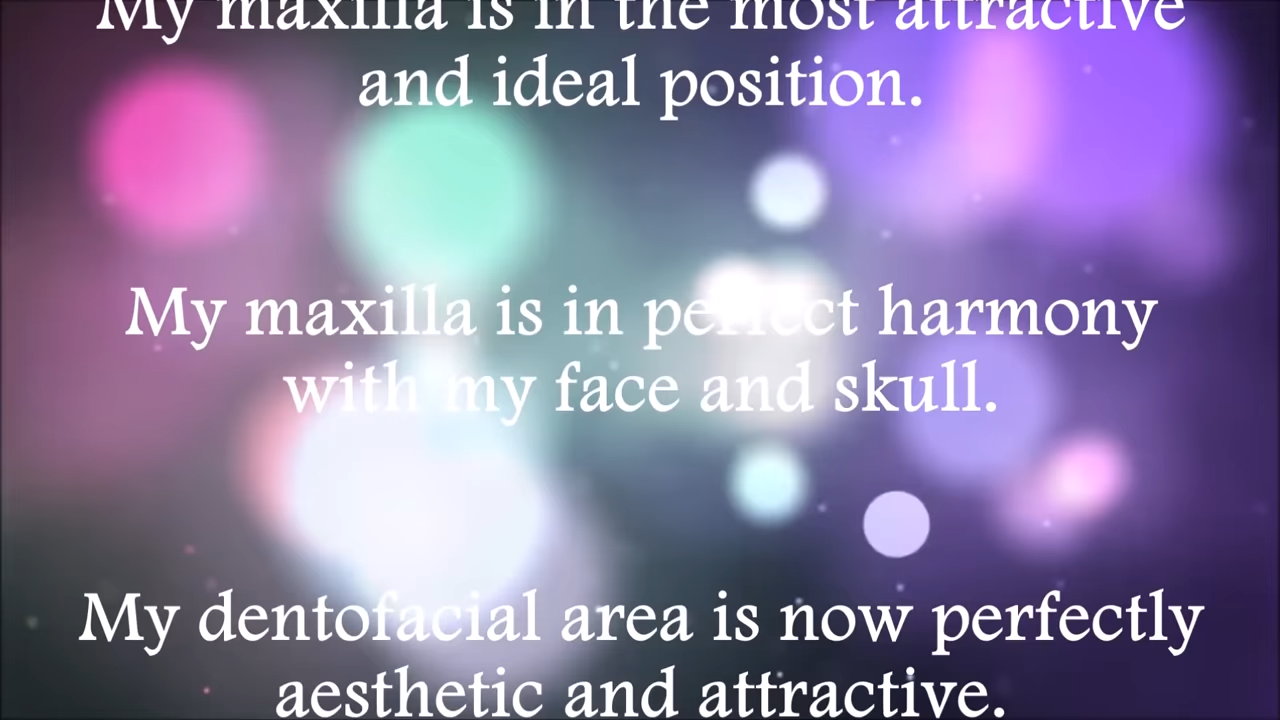 My maxilla is in the most attractive
and ideal position.
My maxilla is in perfect harmony
with my face and skull.
My dentofacial area is now perfectly
aesthetic and attractive.